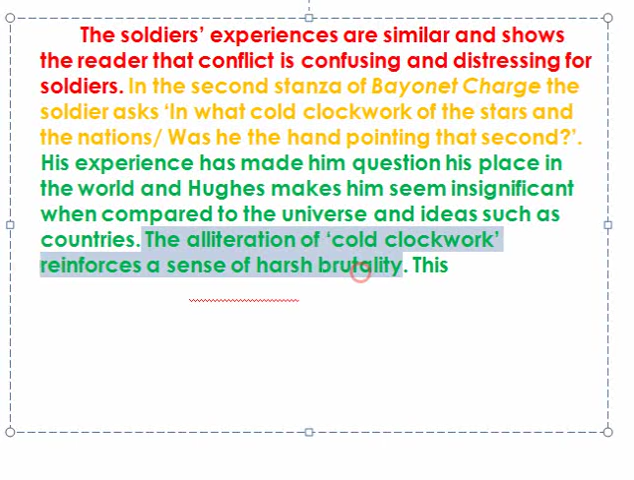 The soldiers’ experiences are similar and shows
the reader that conflict is confusing and distressing for
soldiers. In the second stanza of Bayonet Charge the
soldier asks ‘In what cold clockwork of the stars and
the nations/ Was he the hand pointing that second?’.
His experience has made him question his place in
the world and Hughes makes him seem insignificant
when compared to the universe and ideas such as
countries. The alliteration of ‘cold clockwork’
reinforces a sense of harsh brutality. This